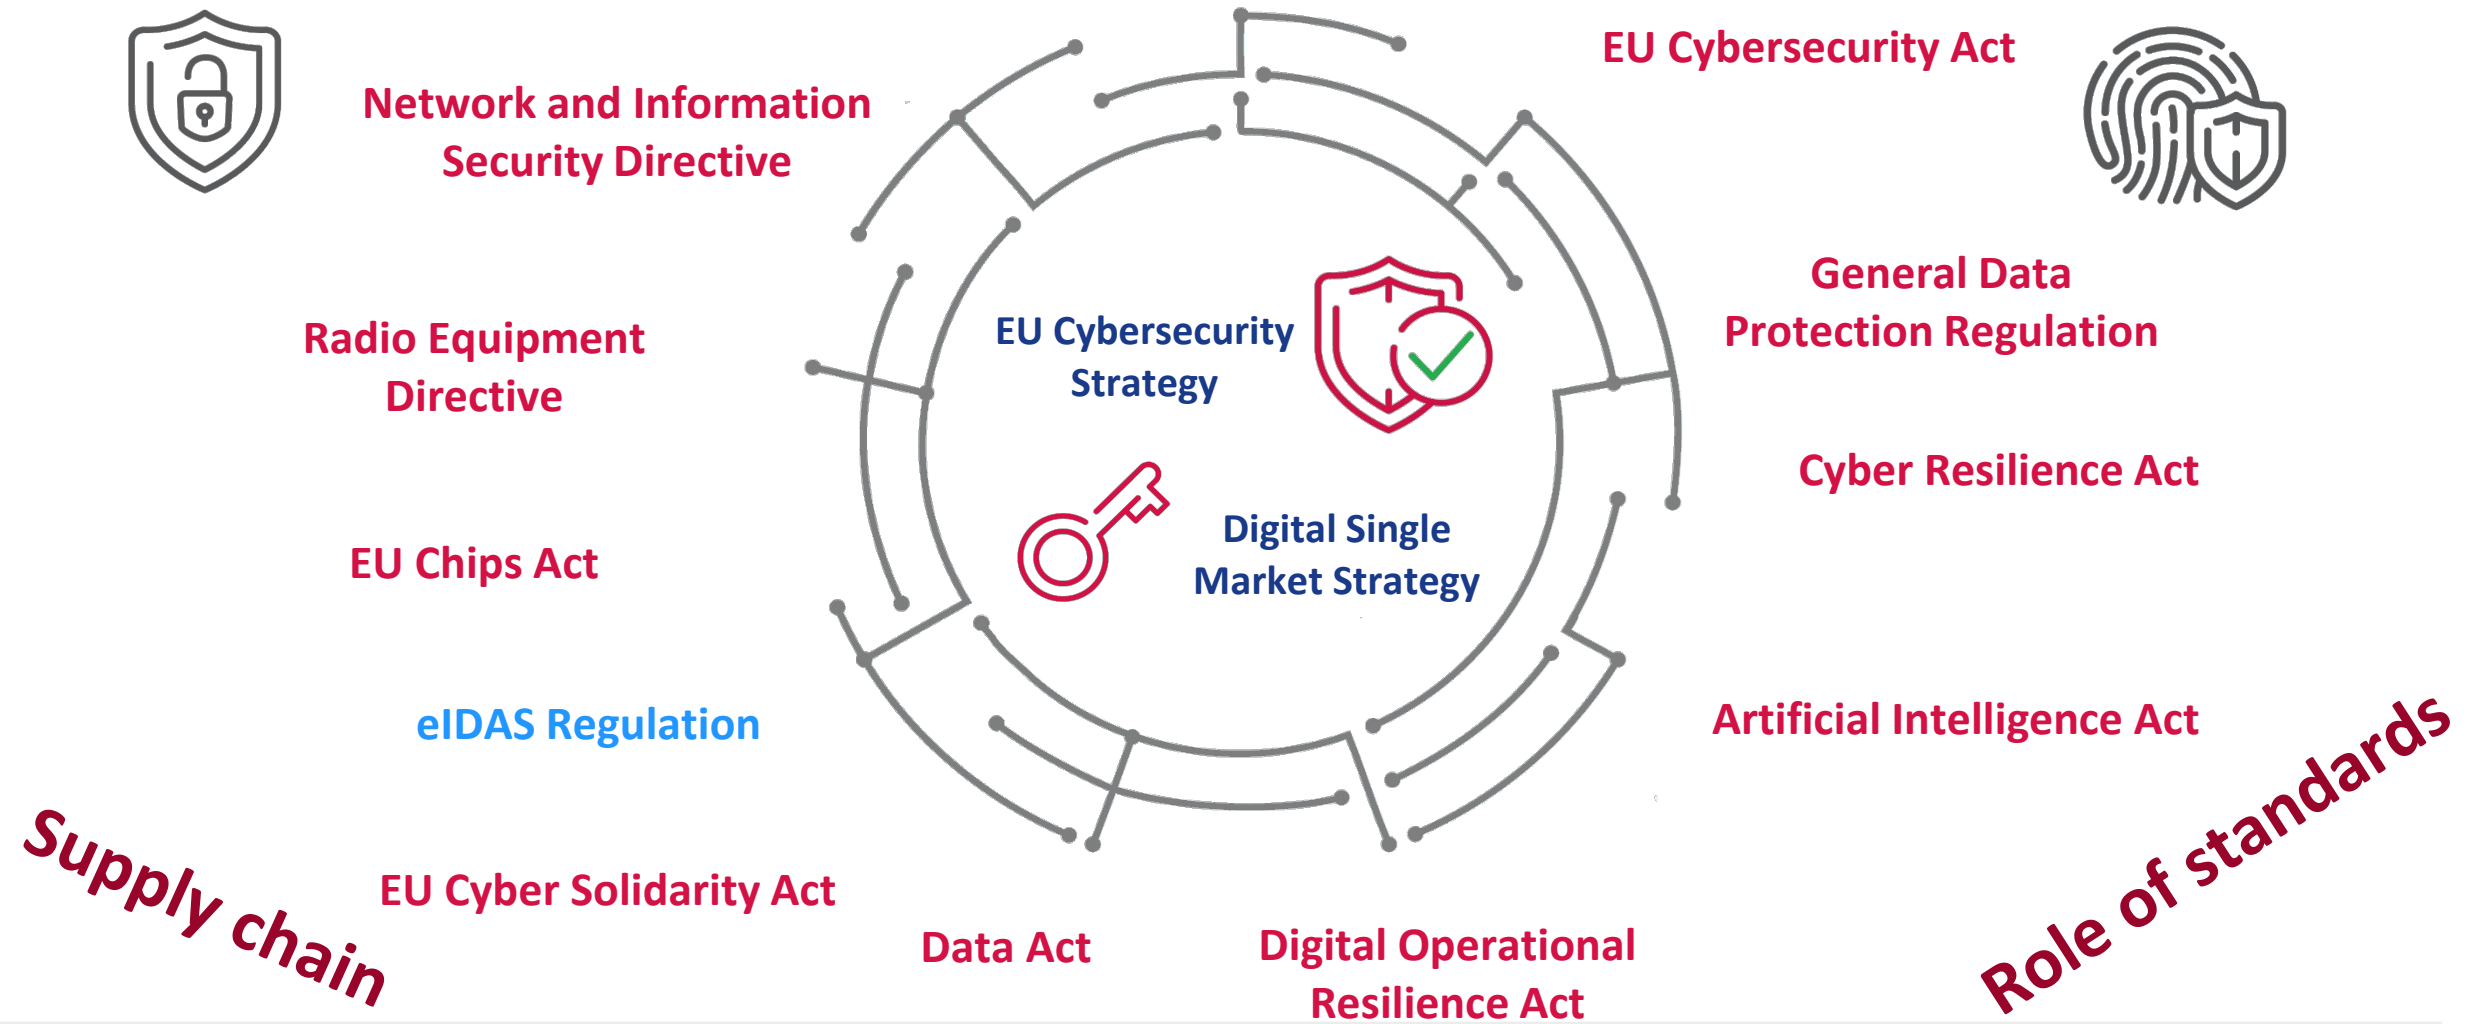 EU Cybersecurity Act
Network and Information
Security Directive
General Data
Protection Regulation
Radio Equipment
Directive
EU Cybersecurity
Strategy
Cyber Resilience Act
Digital Single
Market Strategy
EU Chips Act
eIDAS Regulation
Artificial Intelligence Act
Supply chain
EU Cyber Solidarity Act
Data Act
Digital Operational
Resilience Act
Role of standards